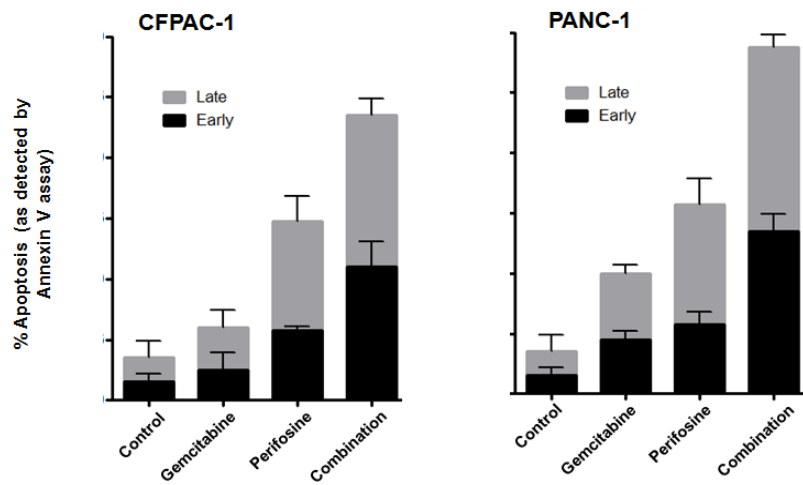 CFPAC-1
PANC-1
% Apoptosis (as detected by
Annexin V assay)
Late
Early
Late
Early
Control
Gemcitabine
Perifosine
Combination
Control
Gemcitabine
Perifosine
Combination